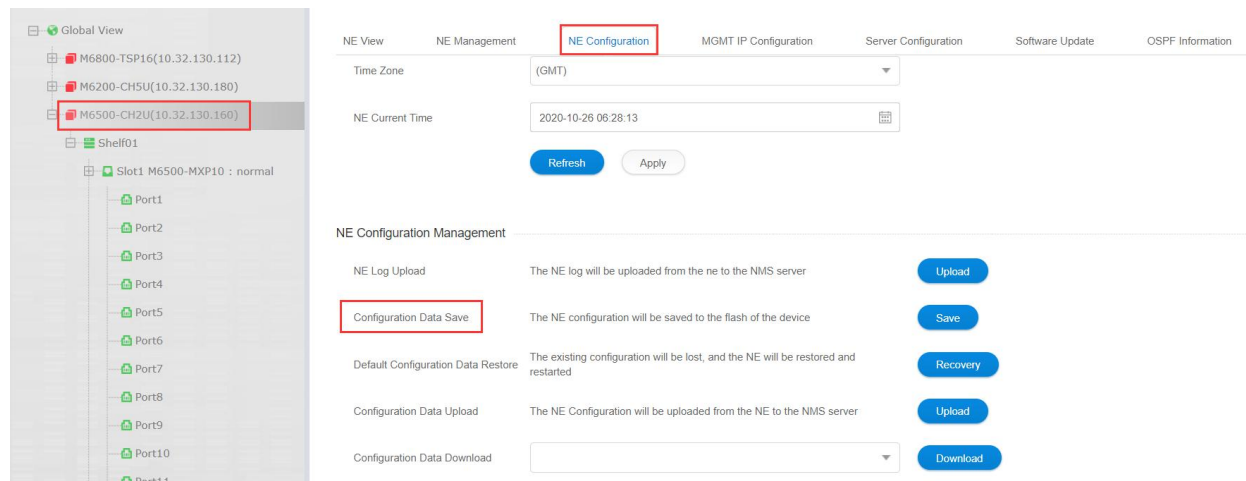 Global View
M6800-TSP16(10.32.130.112)
M6200-CH5U(10.32.130.180)
M6500-CH2U(10.32.130.160)
Shelf01
Slot1 M6500-MXP10 : normal
Port1
Port2
Port3
Port4
Port5
Port6
Port7
Port8
Port9
Port10
Port11
NE View NE Management NE Configuration MGMT IP Configuration Server Configuration Software Update OSPF Information
Time Zone (GMT)
NE Current Time 2020-10-26 06:28:13
Refresh Apply
NE Configuration Management
NE Log Upload The NE log will be uploaded from the ne to the NMS server Upload
Configuration Data Save The NE configuration will be saved to the flash of the device Save
Default Configuration Data Restore The existing configuration will be lost, and the NE will be restored and
restarted Recovery
Configuration Data Upload The NE Configuration will be uploaded from the NE to the NMS server Upload
Configuration Data Download Download